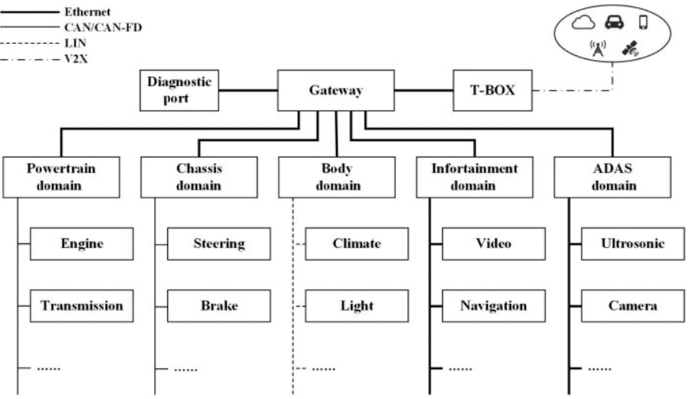 Ethernet
CAN/CAN-FD
LIN
V2X
Diagnostic
port
Gateway
T-BOX
Powertrain
domain
Chassis
domain
Body
domain
Infortainment
domain
ADAS
domain
Engine
Steering
Climate
Video
Ultrosonic
Transmission
Brake
Light
Navigation
Camera
......
......
......
......
......